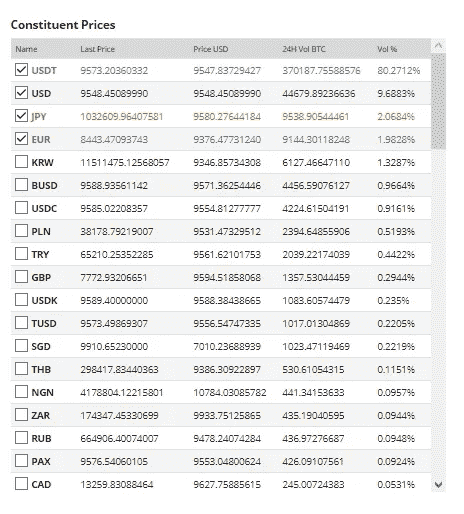 Constituent Prices
Name Last Price Price USD 24H Vol BTC Vol %
USDT 9573.20360332 9547.83729427 370187.75588576 80.2712%
USD 9548.45089990 9548.45089990 44679.89236636 9.6883%
JPY 1032609.96407581 9580.27644184 9538.90544461 2.0684%
EUR 8443.47093743 9376.47731240 9144.30118248 1.9828%
KRW 11511475.12568057 9346.85734308 6127.46647110 1.3287%
BUSD 9588.93561142 9571.36254446 4456.59076127 0.9664%
USDC 9585.02208357 9554.81277777 4224.61504191 0.9161%
PLN 38178.79219007 9531.47329512 2394.64855906 0.5193%
TRY 65210.25352285 9561.62101753 2039.22174039 0.4422%
GBP 7772.93206651 9594.51858068 1357.53044459 0.2944%
USDK 9589.40000000 9588.38438665 1083.60574479 0.235%
TUSD 9573.49869307 9556.54747335 1017.01304869 0.2205%
SGD 9910.65230000 7010.23688939 1023.47119469 0.2219%
THB 298417.83440363 9386.30922897 530.61054315 0.1151%
NGN 4178804.12215801 10784.03085782 441.34153633 0.0957%
ZAR 174347.45330699 9933.75125865 435.19040595 0.0944%
RUB 664906.40074007 9478.24074284 436.97276687 0.0948%
PAX 9576.54060105 9553.04800624 426.09107561 0.0924%
CAD 13259.83088464 9627.75885615 245.00724383 0.0531%